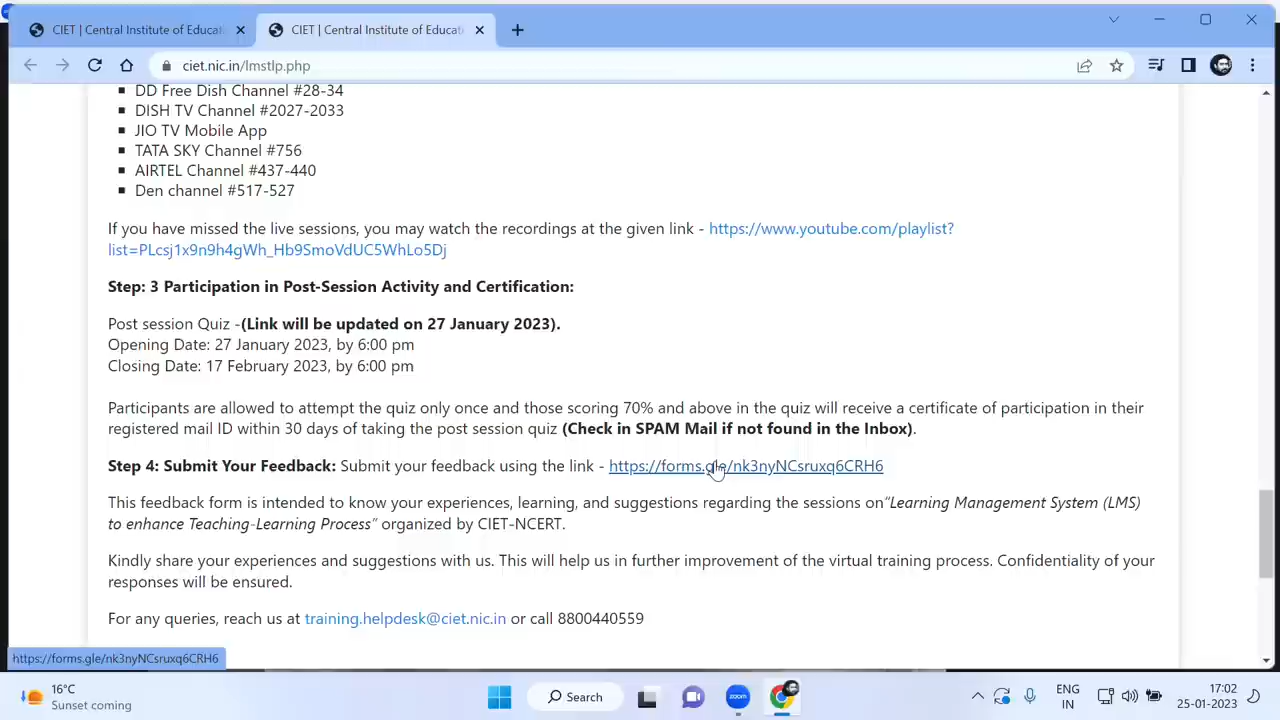 CIET | Central Institute of Educat
CIET | Central Institute of Educati
ciet.nic.in/lmstlp.php
DD Free Dish Channel #28-34
DISH TV Channel #2027-2033
JIO TV Mobile App
TATA SKY Channel #756
AIRTEL Channel #437-440
Den channel #517-527
If you have missed the live sessions, you may watch the recordings at the given link - https://www.youtube.com/playlist?
list=PLcsj1x9n9h4gWh_Hb9SmoVdUC5WhLo5Dj
Step: 3 Participation in Post-Session Activity and Certification:
Post session Quiz -(Link will be updated on 27 January 2023).
Opening Date: 27 January 2023, by 6:00 pm
Closing Date: 17 February 2023, by 6:00 pm
Participants are allowed to attempt the quiz only once and those scoring 70% and above in the quiz will receive a certificate of participation in their
registered mail ID within 30 days of taking the post session quiz (Check in SPAM Mail if not found in the Inbox).
Step 4: Submit Your Feedback: Submit your feedback using the link - https://forms.gle/nk3nyNCsruxq6CRH6
This feedback form is intended to know your experiences, learning, and suggestions regarding the sessions on“Learning Management System (LMS)
to enhance Teaching-Learning Process” organized by CIET-NCERT.
Kindly share your experiences and suggestions with us. This will help us in further improvement of the virtual training process. Confidentiality of your
responses will be ensured.
For any queries, reach us at training.helpdesk@ciet.nic.in or call 8800440559
https://forms.gle/nk3nyNCsruxq6CRH6
16°C
Sunset coming
Search
zoom
ENG
IN
17:02
25-01-2023